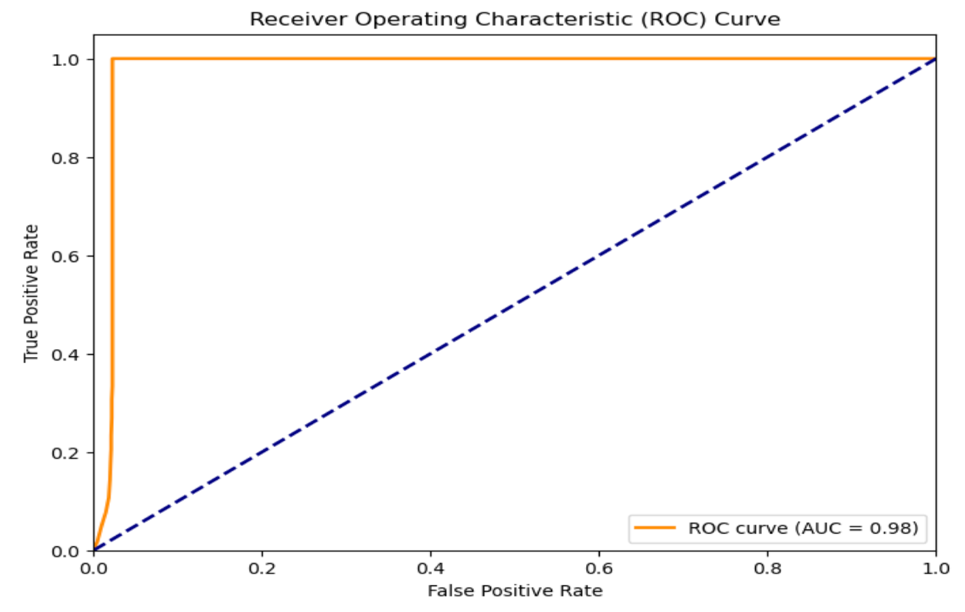 Receiver Operating Characteristic (ROC) Curve
1.0
0.8
0.6
0.4
0.2
0.0
True Positive Rate
ROC curve (AUC = 0.98)
0.0 0.2 0.4 0.6 0.8 1.0
False Positive Rate